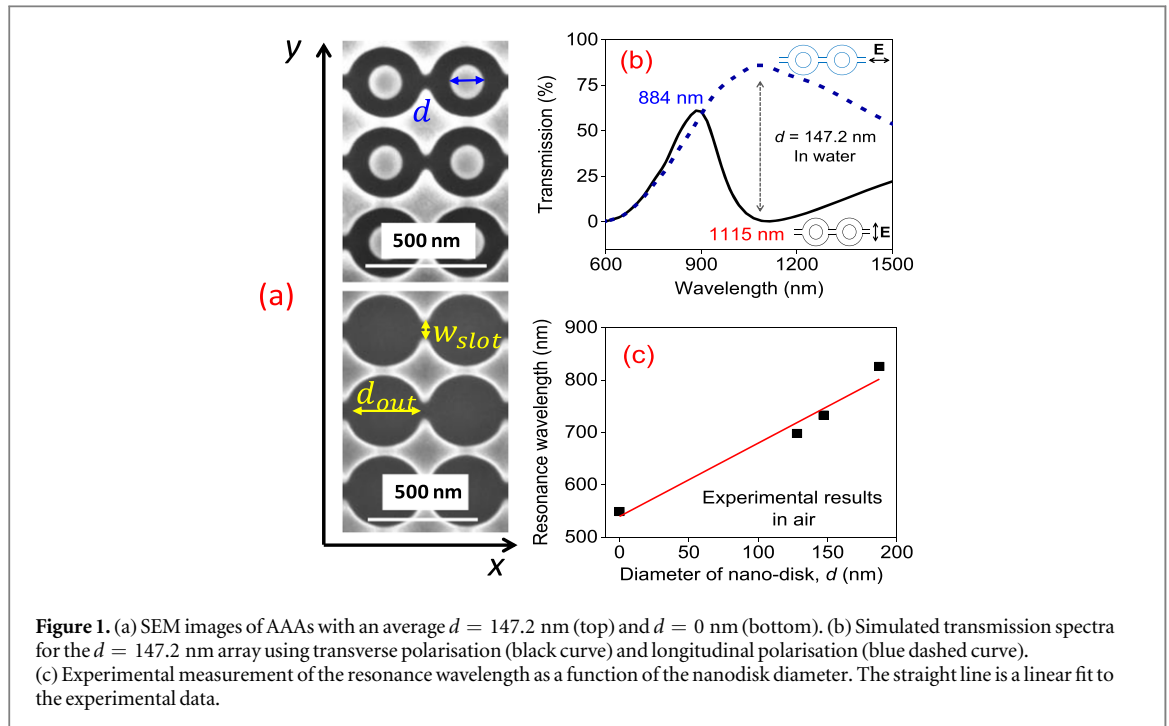 y
d
500 nm
(a)
w_slot
d_out
500 nm
x
(b)
100
75
50
25
0
Transmission (%)
884 nm
E
d = 147.2 nm
In water
1115 nm
E
600 900 1200 1500
Wavelength (nm)
(c)
900
800
700
600
500
Resonance wavelength (nm)
Experimental results
in air
0 50 100 150 200
Diameter of nano-disk, d (nm)
Figure 1. (a) SEM images of AAAs with an average d = 147.2 nm (top) and d = 0 nm (bottom). (b) Simulated transmission spectra
for the d = 147.2 nm array using transverse polarisation (black curve) and longitudinal polarisation (blue dashed curve).
(c) Experimental measurement of the resonance wavelength as a function of the nanodisk diameter. The straight line is a linear fit to
the experimental data.